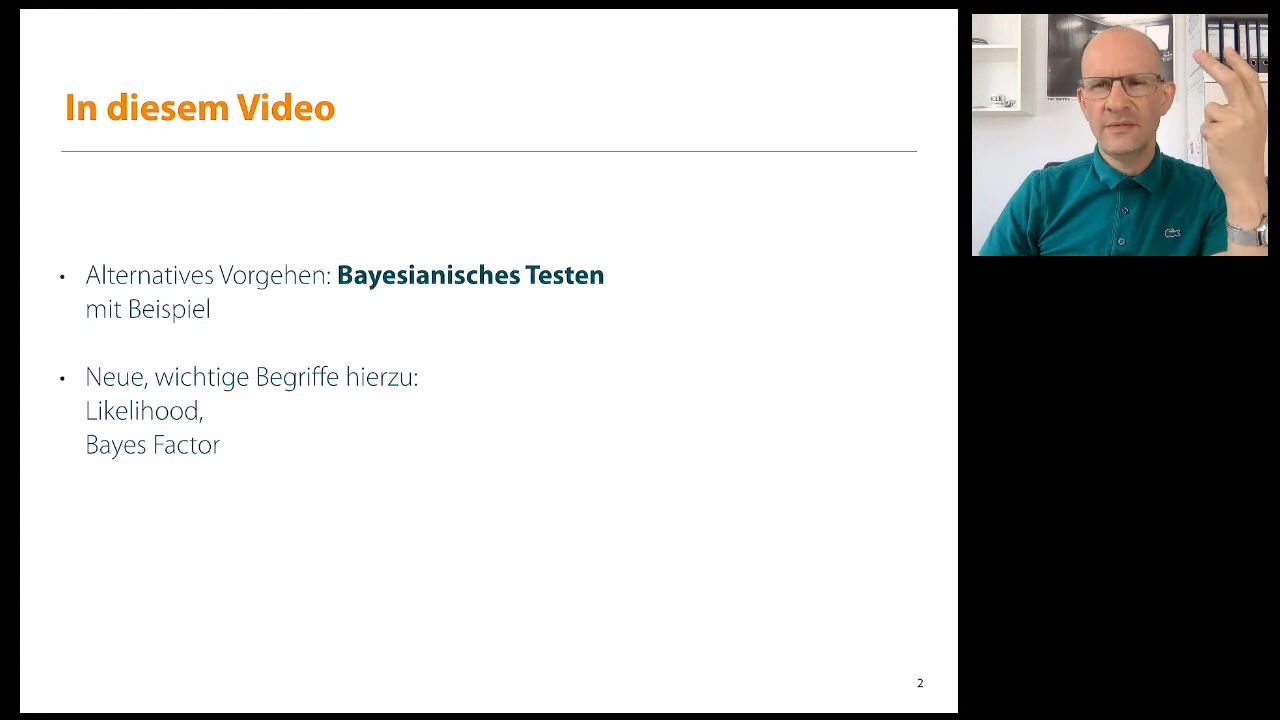 In diesem Video
• Alternatives Vorgehen: Bayesianisches Testen
mit Beispiel
• Neue, wichtige Begriffe hierzu:
Likelihood,
Bayes Factor
2